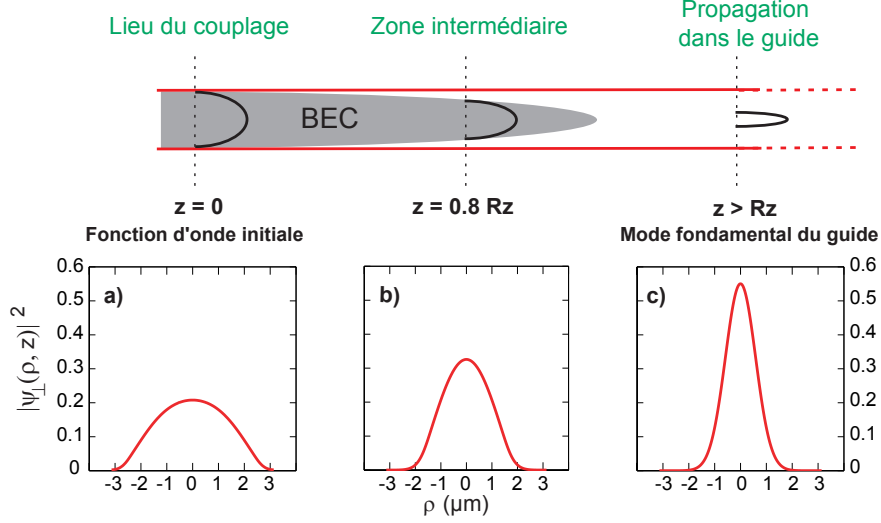 Lieu du couplage
Zone intermédiaire
Propagation
dans le guide
BEC
z = 0
z = 0.8 Rz
z > Rz
Fonction d'onde initiale
Mode fondamental du guide
|ψ⊥(ρ, z)| 2
0.6
0.5
0.4
0.3
0.2
0.1
0
a)
-3 -2 -1 0 1 2 3
b)
-3 -2 -1 0 1 2 3
ρ (μm)
c)
-3 -2 -1 0 1 2 3
0.6
0.5
0.4
0.3
0.2
0.1
0